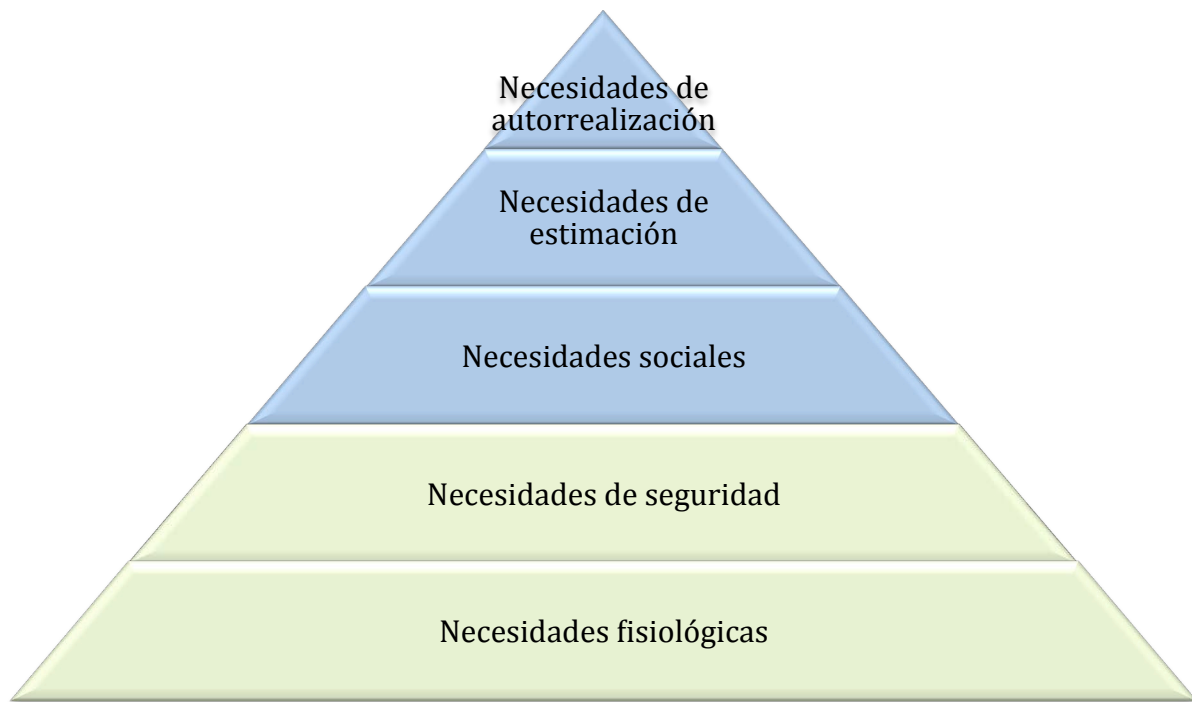 Necesidades de
autorrealización
Necesidades de
estimación
Necesidades sociales
Necesidades de seguridad
Necesidades fisiológicas